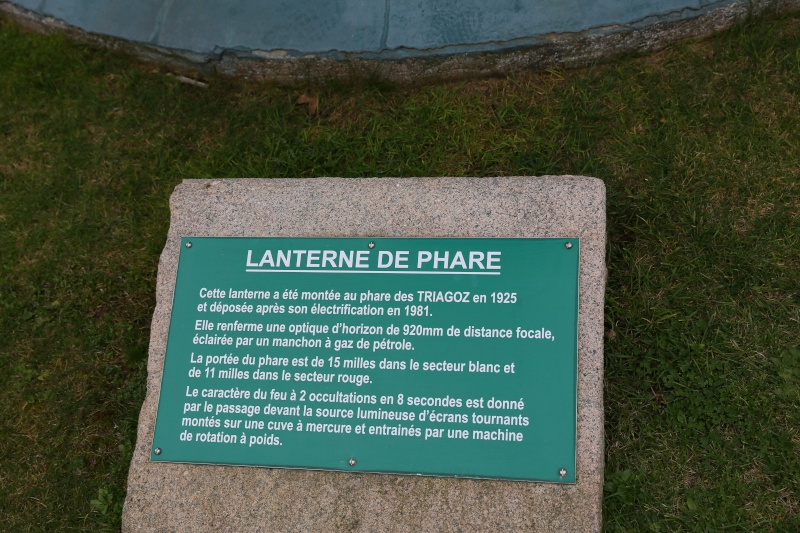 LANTERNE DE PHARE
Cette lanterne a été montée au phare des TRIAGOZ en 1925
et déposée après son électrification en 1981.
Elle renferme une optique d'horizon de 920mm de distance focale,
éclairée par un manchon à gaz de pétrole.
La portée du phare est de 15 milles dans le secteur blanc et
de 11 milles dans le secteur rouge.
Le caractère du feu à 2 occultations en 8 secondes est donné
par le passage devant la source lumineuse d'écrans tournants
montés sur une cuve à mercure et entrainés par une machine
de rotation à poids.